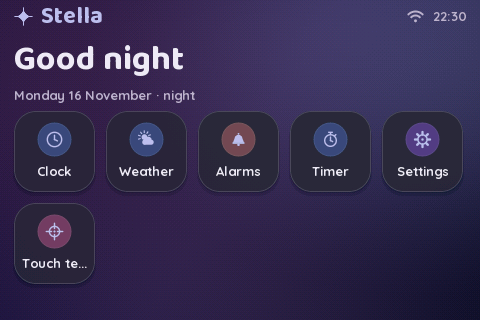 Stella
22:30
Good night
Monday 16 November · night
Clock
Weather
Alarms
Timer
Settings
Touch te...